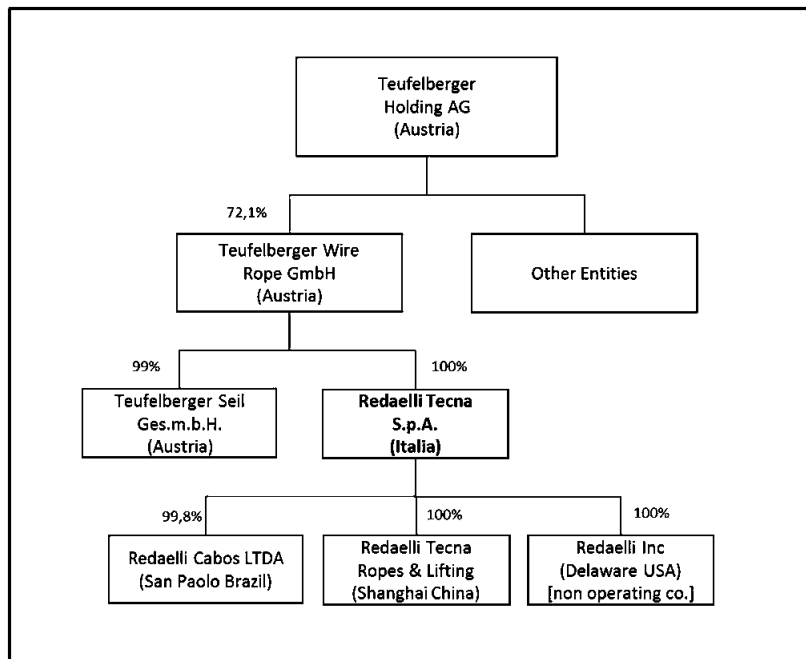 Teufelberger
Holding AG
(Austria)
72,1%
Teufelberger Wire
Rope GmbH
(Austria)
Other Entities
99%
100%
Teufelberger Seil
Ges.m.b.H.
(Austria)
Redaelli Tecna
S.p.A.
(Italia)
99,8%
100%
100%
Redaelli Cabos LTDA
(San Paolo Brazil)
Redaelli Tecna
Ropes & Lifting
(Shanghai China)
Redaelli Inc
(Delaware USA)
[non operating co.]